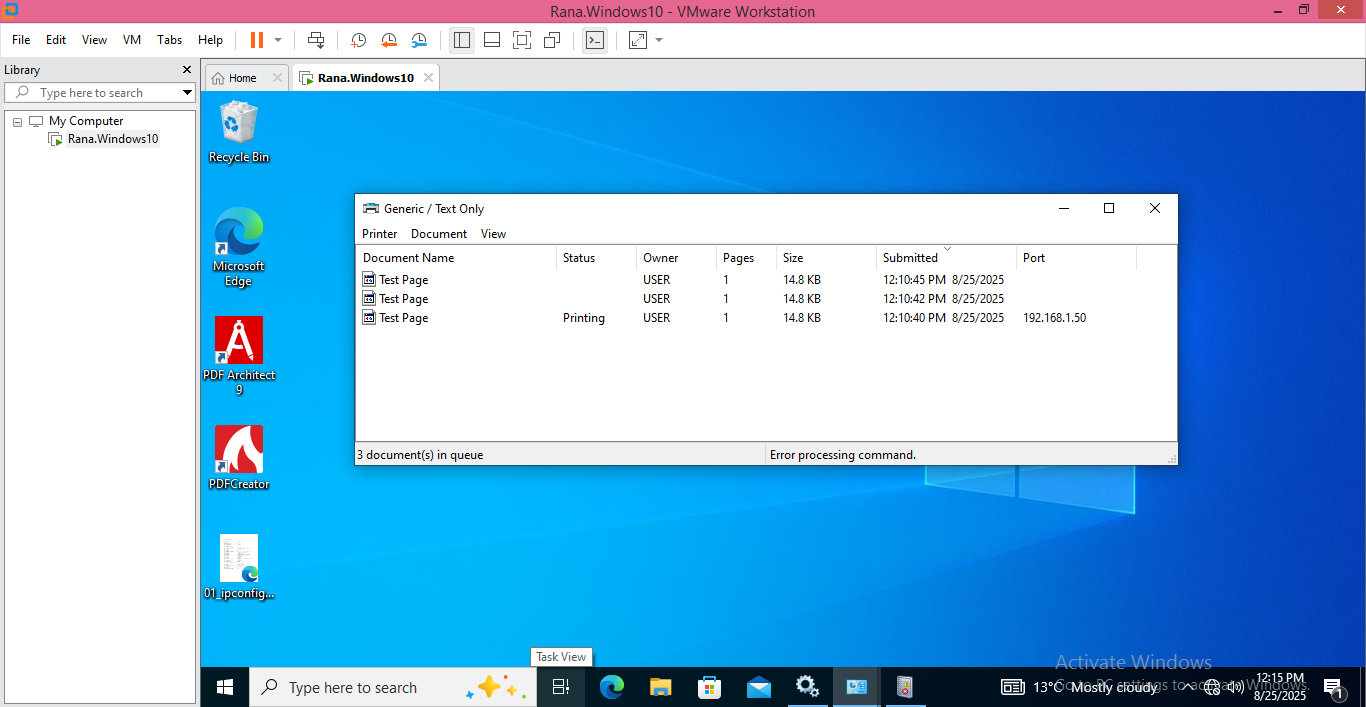 Rana.Windows10 - VMware Workstation
File Edit View VM Tabs Help
Library
Home
Rana.Windows10
Type here to search
My Computer
Rana.Windows10
Recycle Bin
Microsoft
Edge
PDF Architect
9
PDFCreator
01_ipconfig...
Generic / Text Only
Printer Document View
Document Name Status Owner Pages Size Submitted Port
Test Page USER 1 14.8 KB 12:10:45 PM 8/25/2025
Test Page USER 1 14.8 KB 12:10:42 PM 8/25/2025
Test Page Printing USER 1 14.8 KB 12:10:40 PM 8/25/2025 192.168.1.50
3 document(s) in queue Error processing command.
Task View
Activate Windows
Go to PC settings to activate Windows.
Type here to search
13°C Mostly cloudy
12:15 PM
8/25/2025
1